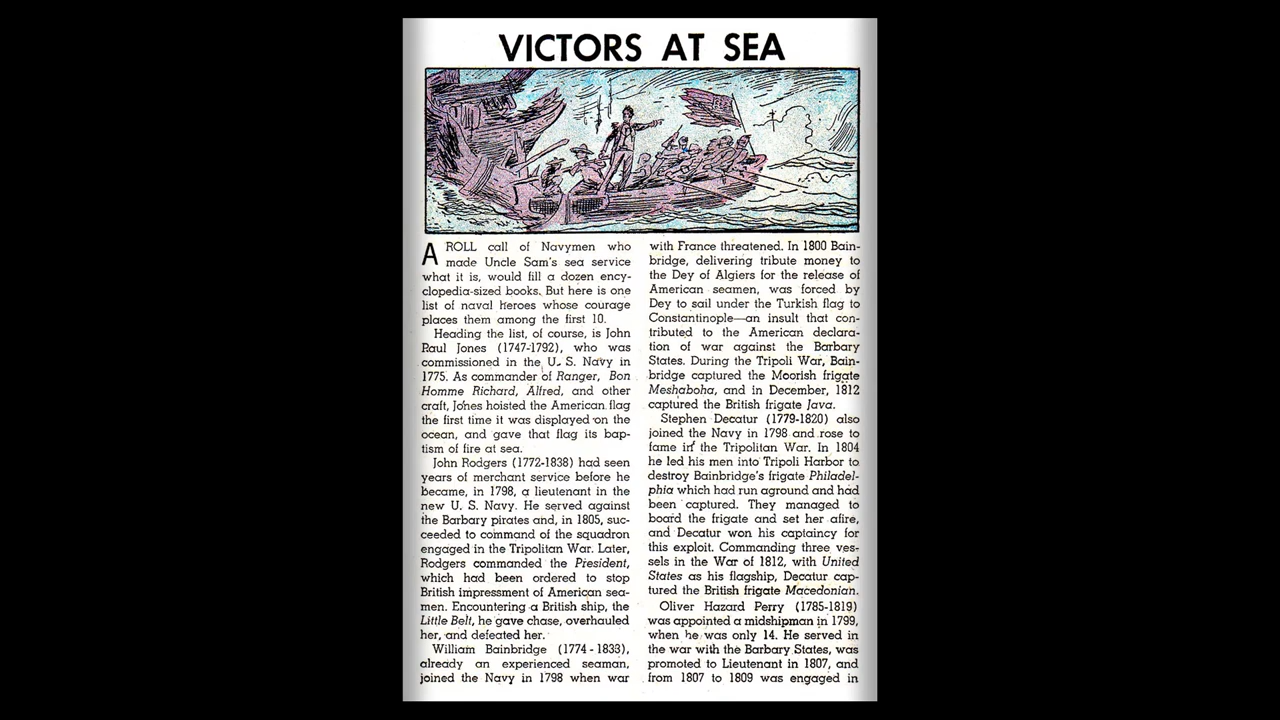 VICTORS AT SEA
A ROLL call of Navymen who
made Uncle Sam's sea service
what it is, would fill a dozen ency-
clopedia-sized books. But here is one
list of naval heroes whose courage
places them among the first 10.
Heading the list, of course, is John
Paul Jones (1747-1792), who was
commissioned in the U. S. Navy in
1775. As commander of Ranger, Bon
Homme Richard, Alfred, and other
craft, Jones hoisted the American flag
the first time it was displayed on the
ocean, and gave that flag its bap-
tism of fire at sea.
John Rodgers (1772-1838) had seen
years of merchant service before he
became, in 1798, a lieutenant in the
new U. S. Navy. He served against
the Barbary pirates and, in 1805, suc-
ceeded to command of the squadron
engaged in the Tripolitan War. Later,
Rodgers commanded the President,
which had been ordered to stop
British impressment of American sea-
men. Encountering a British ship, the
Little Belt, he gave chase, overhauled
her, and defeated her.
William Bainbridge (1774-1833),
already an experienced seaman,
joined the Navy in 1798 when war
with France threatened. In 1800 Bain-
bridge, delivering tribute money to
the Dey of Algiers for the release of
American seamen, was forced by
Dey to sail under the Turkish flag to
Constantinople—an insult that con-
tributed to the American declara-
tion of war against the Barbary
States. During the Tripoli War, Bain-
bridge captured the Moorish frigate
Meshaboha, and in December, 1812
captured the British frigate Java.
Stephen Decatur (1779-1820) also
joined the Navy in 1798 and rose to
fame in the Tripolitan War. In 1804
he led his men into Tripoli Harbor to
destroy Bainbridge's frigate Philadel-
phia which had run aground and had
been captured. They managed to
board the frigate and set her afire,
and Decatur won his captaincy for
this exploit. Commanding three ves-
sels in the War of 1812, with United
States as his flagship, Decatur cap-
tured the British frigate Macedonian.
Oliver Hazard Perry (1785-1819)
was appointed a midshipman in 1799,
when he was only 14. He served in
the war with the Barbary States, was
promoted to Lieutenant in 1807, and
from 1807 to 1809 was engaged in